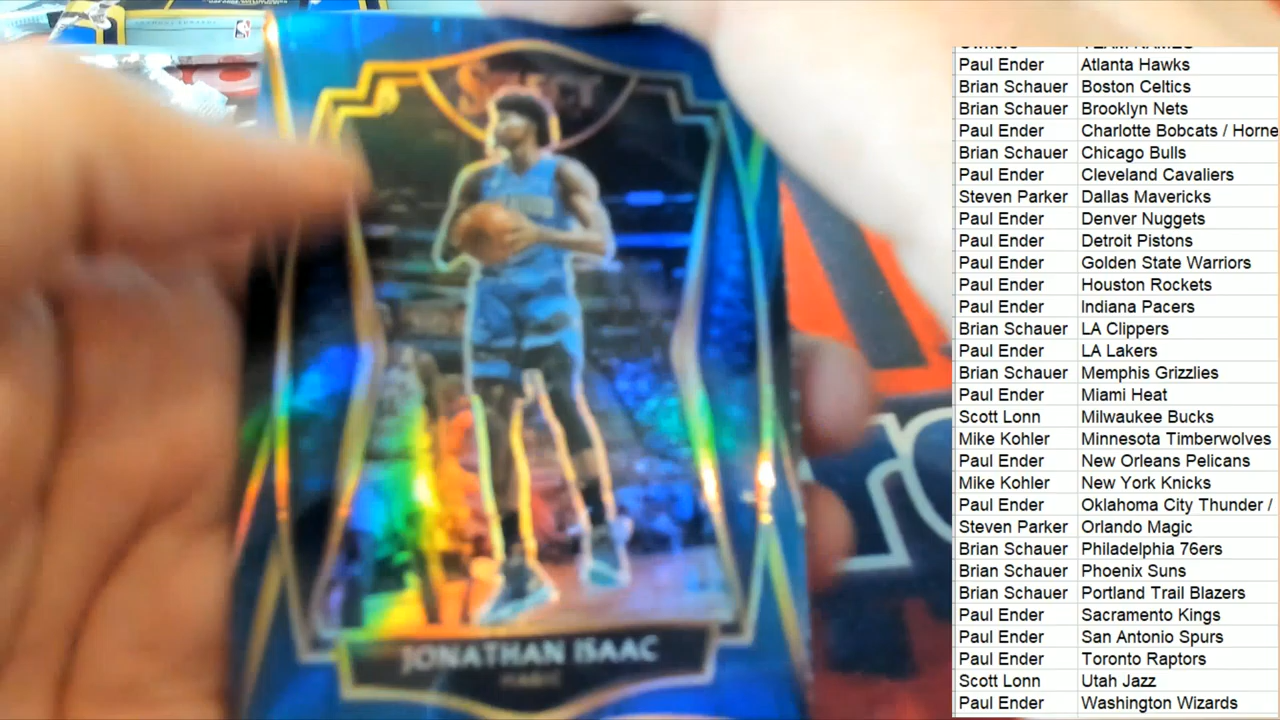 SELECT
JONATHAN ISAAC
MAGIC
Owners TEAM NAMES
Paul Ender Atlanta Hawks
Brian Schauer Boston Celtics
Brian Schauer Brooklyn Nets
Paul Ender Charlotte Bobcats / Horne
Brian Schauer Chicago Bulls
Paul Ender Cleveland Cavaliers
Steven Parker Dallas Mavericks
Paul Ender Denver Nuggets
Paul Ender Detroit Pistons
Paul Ender Golden State Warriors
Paul Ender Houston Rockets
Paul Ender Indiana Pacers
Brian Schauer LA Clippers
Paul Ender LA Lakers
Brian Schauer Memphis Grizzlies
Paul Ender Miami Heat
Scott Lonn Milwaukee Bucks
Mike Kohler Minnesota Timberwolves
Paul Ender New Orleans Pelicans
Mike Kohler New York Knicks
Paul Ender Oklahoma City Thunder /
Steven Parker Orlando Magic
Brian Schauer Philadelphia 76ers
Brian Schauer Phoenix Suns
Brian Schauer Portland Trail Blazers
Paul Ender Sacramento Kings
Paul Ender San Antonio Spurs
Paul Ender Toronto Raptors
Scott Lonn Utah Jazz
Paul Ender Washington Wizards